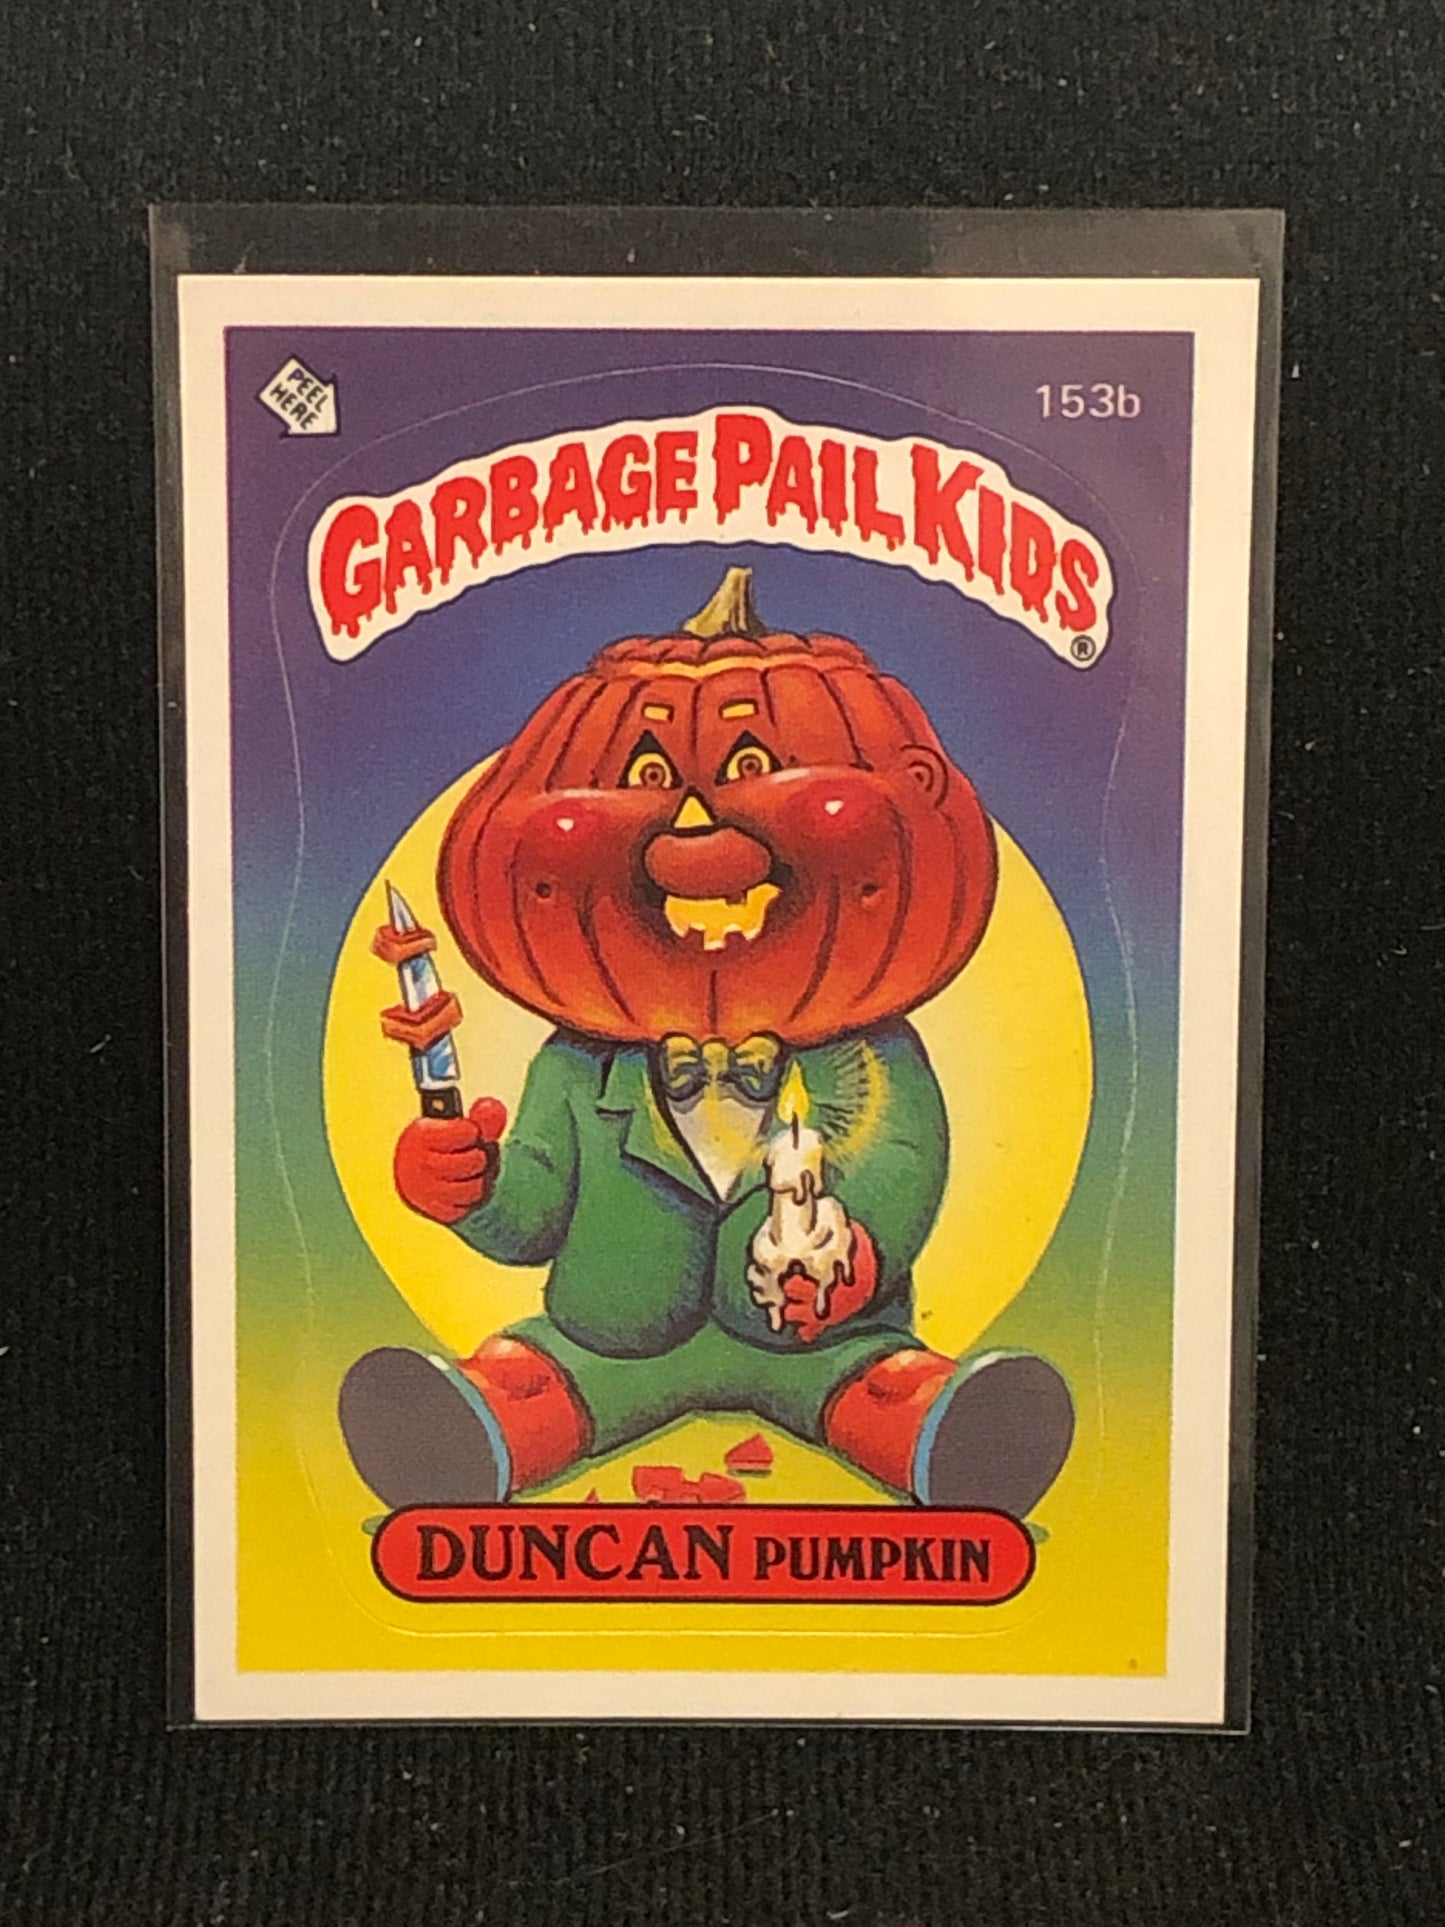 PEEL
HERE
153b
GARBAGE PAIL KIDS
®
DUNCAN PUMPKIN